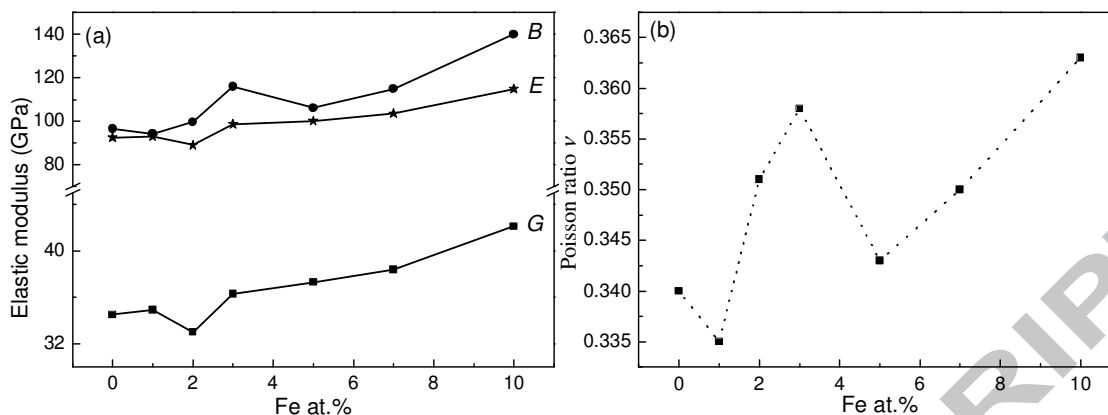 (a)
B
E
G
140
120
100
80
40
32
Elastic modulus (GPa)
0 2 4 6 8 10
Fe at.%
(b)
0.365
0.360
0.355
0.350
0.345
0.340
0.335
Poisson ratio ν
0 2 4 6 8 10
Fe at.%
RIP